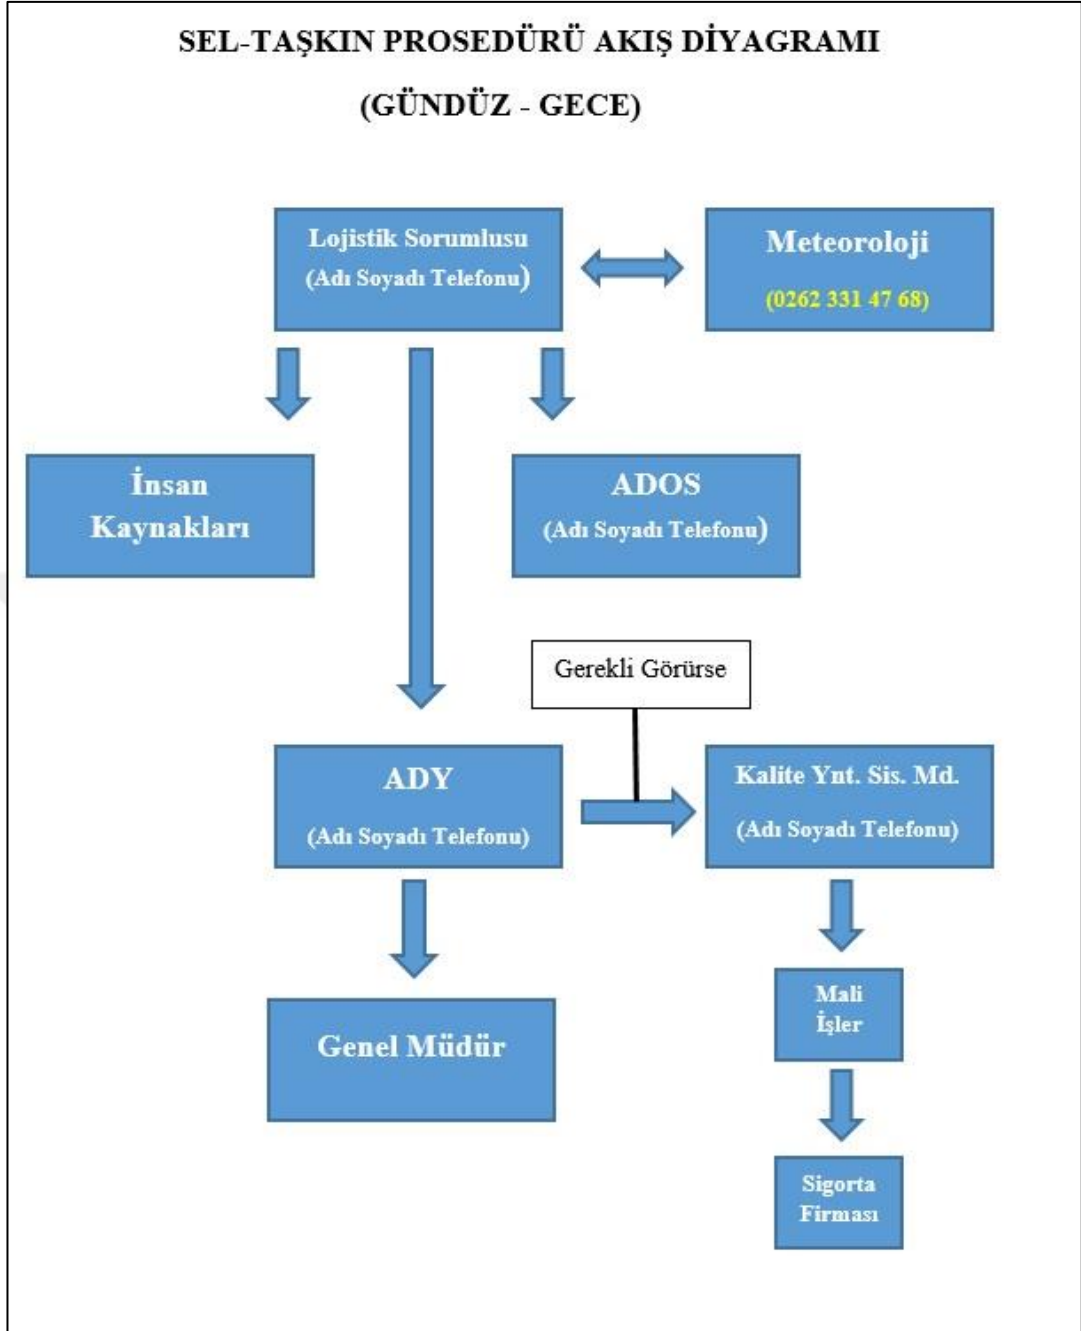 SEL-TAŞKIN PROSEDÜRÜ AKIŞ DİYAGRAMI
(GÜNDÜZ - GECE)
Lojistik Sorumlusu
(Adı Soyadı Telefonu)
Meteoroloji
(0262 331 47 68)
İnsan
Kaynakları
ADOS
(Adı Soyadı Telefonu)
Gerekli Görürse
ADY
(Adı Soyadı Telefonu)
Kalite Ynt. Sis. Md.
(Adı Soyadı Telefonu)
Genel Müdür
Mali
İşler
Sigorta
Firması